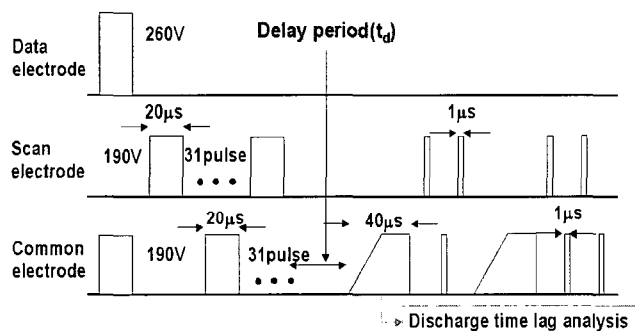 Delay period(t_d)
260V
Data
electrode
20μs
1μs
Scan
electrode
190V
31pulse
20μs
40μs
1μs
Common
electrode
190V
31pulse
Discharge time lag analysis